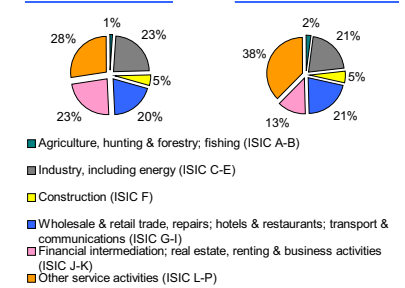 1%
23%
5%
20%
23%
28%
2%
21%
5%
21%
13%
38%
Agriculture, hunting & forestry; fishing (ISIC A-B)
Industry, including energy (ISIC C-E)
Construction (ISIC F)
Wholesale & retail trade, repairs; hotels & restaurants; transport &
communications (ISIC G-I)
Financial intermediation; real estate, renting & business activities
(ISIC J-K)
Other service activities (ISIC L-P)